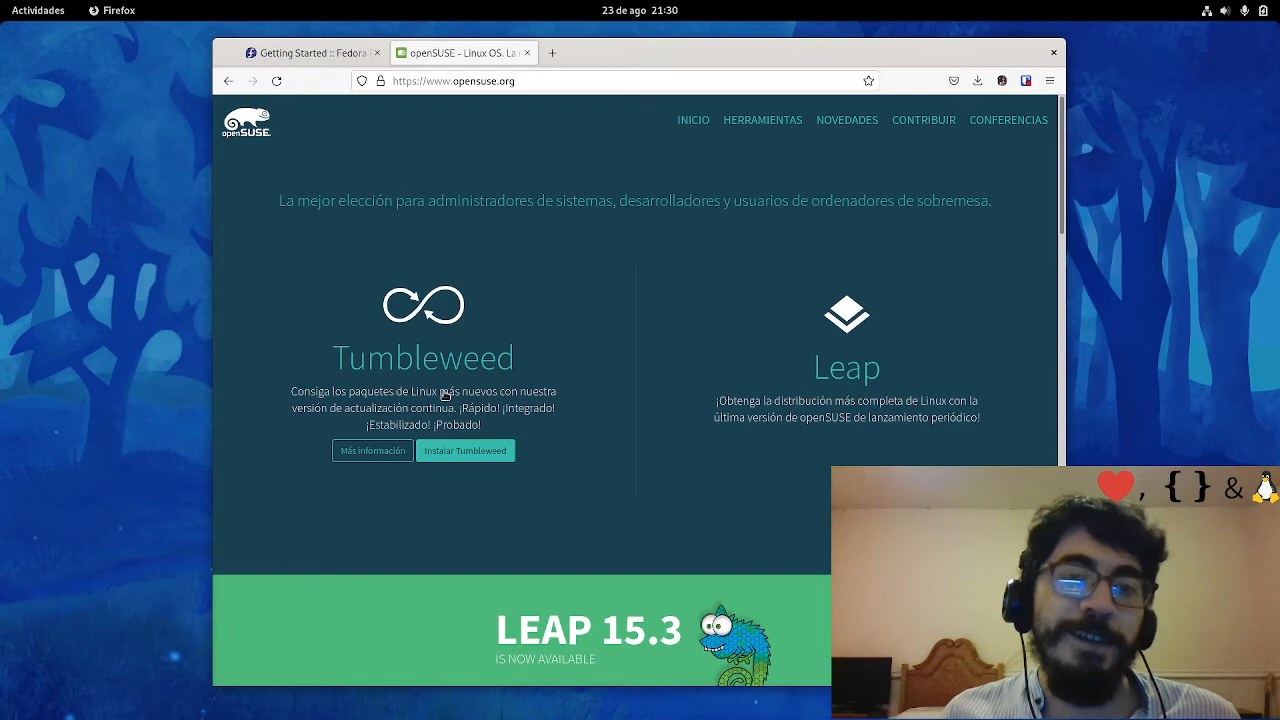 Actividades
Firefox
23 de ago 21:30
Getting Started :: Fedora
openSUSE - Linux OS. La
https://www.opensuse.org
openSUSE
INICIO
HERRAMIENTAS
NOVEDADES
CONTRIBUIR
CONFERENCIAS
La mejor elección para administradores de sistemas, desarrolladores y usuarios de ordenadores de sobremesa.
Tumbleweed
Consiga los paquetes de Linux más nuevos con nuestra
versión de actualización continua. ¡Rápido! ¡Integrado!
¡Estabilizado! ¡Probado!
Más información
Instalar Tumbleweed
Leap
¡Obtenga la distribución más completa de Linux con la
última versión de openSUSE de lanzamiento periódico!
LEAP 15.3
IS NOW AVAILABLE
, { } &